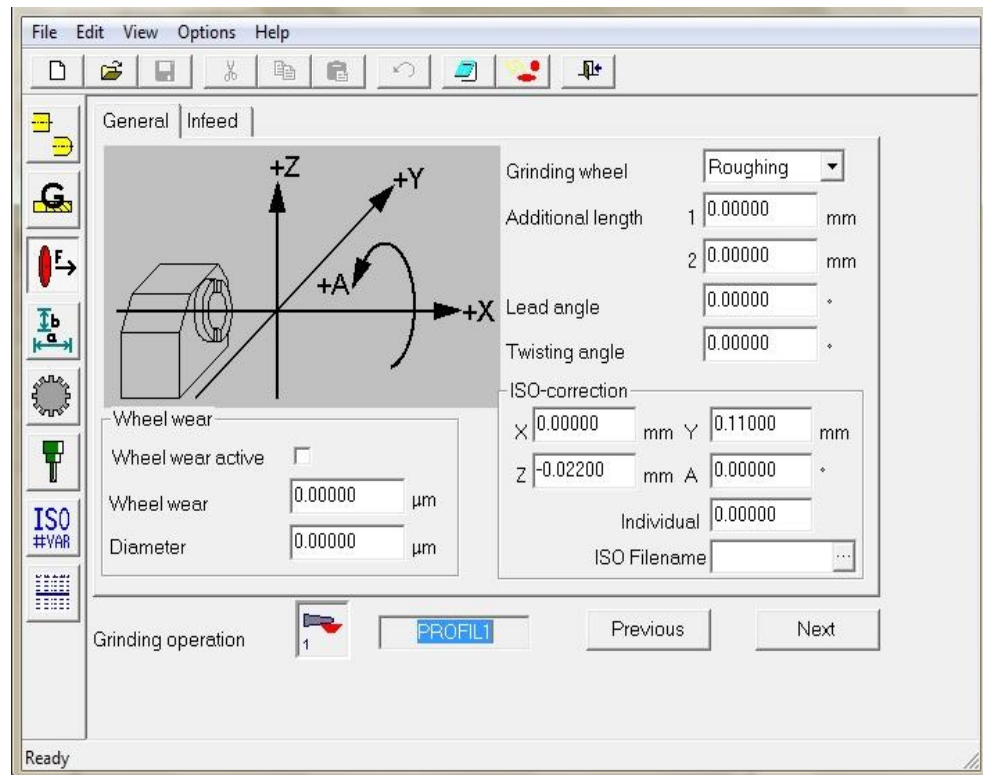 File Edit View Options Help
General Infeed
+Z
+Y
+A
+X
Grinding wheel Roughing
Additional length 1 0.00000 mm
2 0.00000 mm
Lead angle 0.00000 °
Twisting angle 0.00000 °
ISO-correction
X 0.00000 mm Y 0.11000 mm
Z -0.02200 mm A 0.00000 °
Individual 0.00000
ISO Filename ...
Wheel wear
Wheel wear active
Wheel wear 0.00000 µm
Diameter 0.00000 µm
G
F
b
a
ISO
#VAR
Grinding operation 1 PROFIL1 Previous Next
Ready